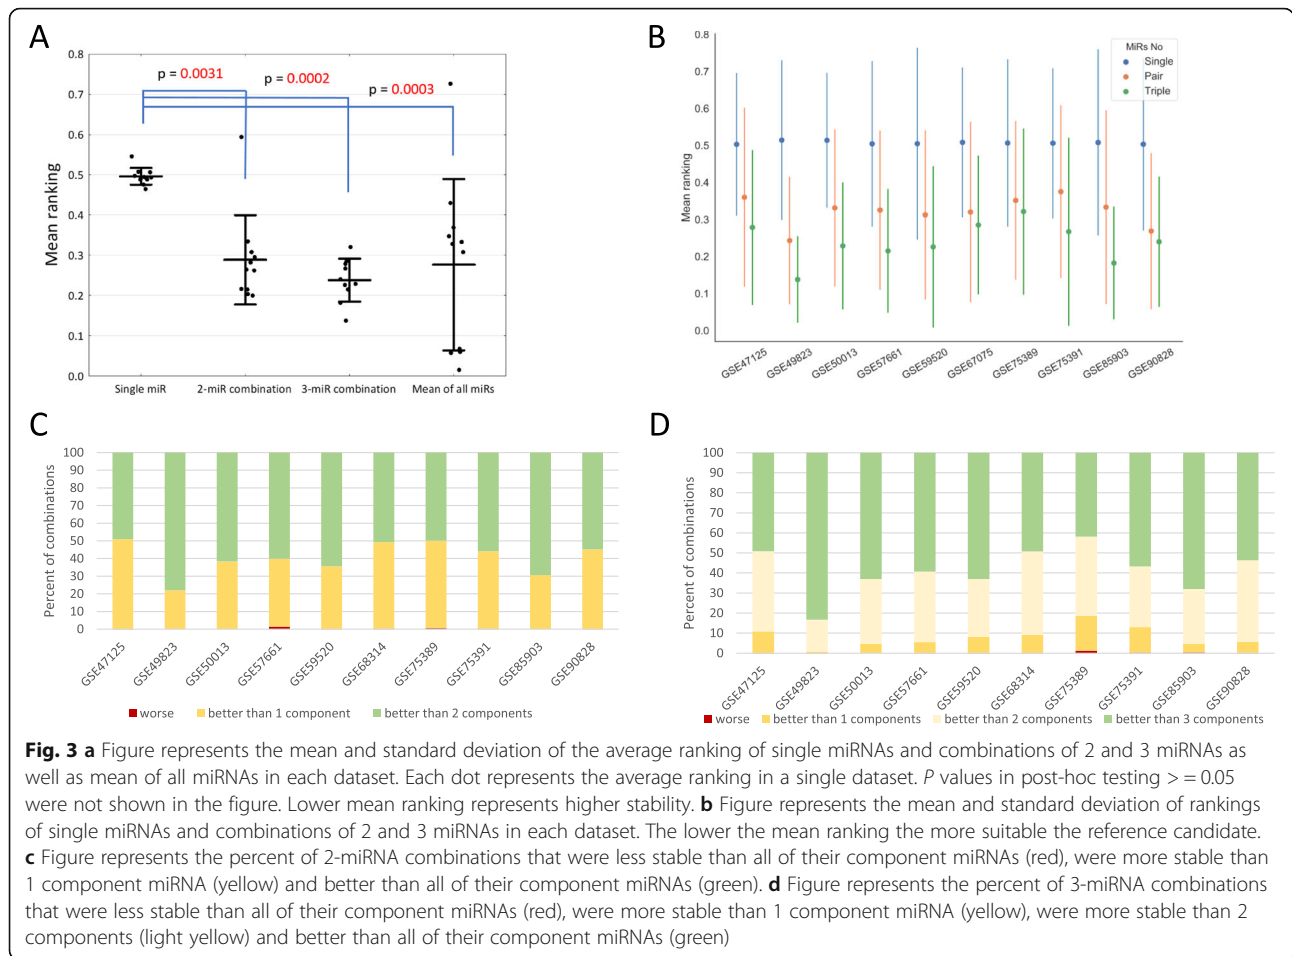 A
0.8
0.7
0.6
0.5
0.4
0.3
0.2
0.1
0.0
Mean ranking
p = 0.0031
p = 0.0002
p = 0.0003
Single miR
2-miR combination
3-miR combination
Mean of all miRs
B
0.8
0.7
0.6
0.5
0.4
0.3
0.2
0.1
0.0
Mean ranking
MiRs No
Single
Pair
Triple
GSE47125
GSE49823
GSE50013
GSE57661
GSE59520
GSE67075
GSE75389
GSE75391
GSE85903
GSE90828
C
100
90
80
70
60
50
40
30
20
10
0
Percent of combinations
GSE47125
GSE49823
GSE50013
GSE57661
GSE59520
GSE68314
GSE75389
GSE75391
GSE85903
GSE90828
worse
better than 1 component
better than 2 components
D
100
90
80
70
60
50
40
30
20
10
0
Percent of combinations
GSE47125
GSE49823
GSE50013
GSE57661
GSE59520
GSE68314
GSE75389
GSE75391
GSE85903
GSE90828
worse
better than 1 components
better than 2 components
better than 3 components
Fig. 3 a Figure represents the mean and standard deviation of the average ranking of single miRNAs and combinations of 2 and 3 miRNAs as
well as mean of all miRNAs in each dataset. Each dot represents the average ranking in a single dataset. P values in post-hoc testing > = 0.05
were not shown in the figure. Lower mean ranking represents higher stability. b Figure represents the mean and standard deviation of rankings
of single miRNAs and combinations of 2 and 3 miRNAs in each dataset. The lower the mean ranking the more suitable the reference candidate.
c Figure represents the percent of 2-miRNA combinations that were less stable than all of their component miRNAs (red), were more stable than
1 component miRNA (yellow) and better than all of their component miRNAs (green). d Figure represents the percent of 3-miRNA combinations
that were less stable than all of their component miRNAs (red), were more stable than 1 component miRNA (yellow), were more stable than 2
components (light yellow) and better than all of their component miRNAs (green)